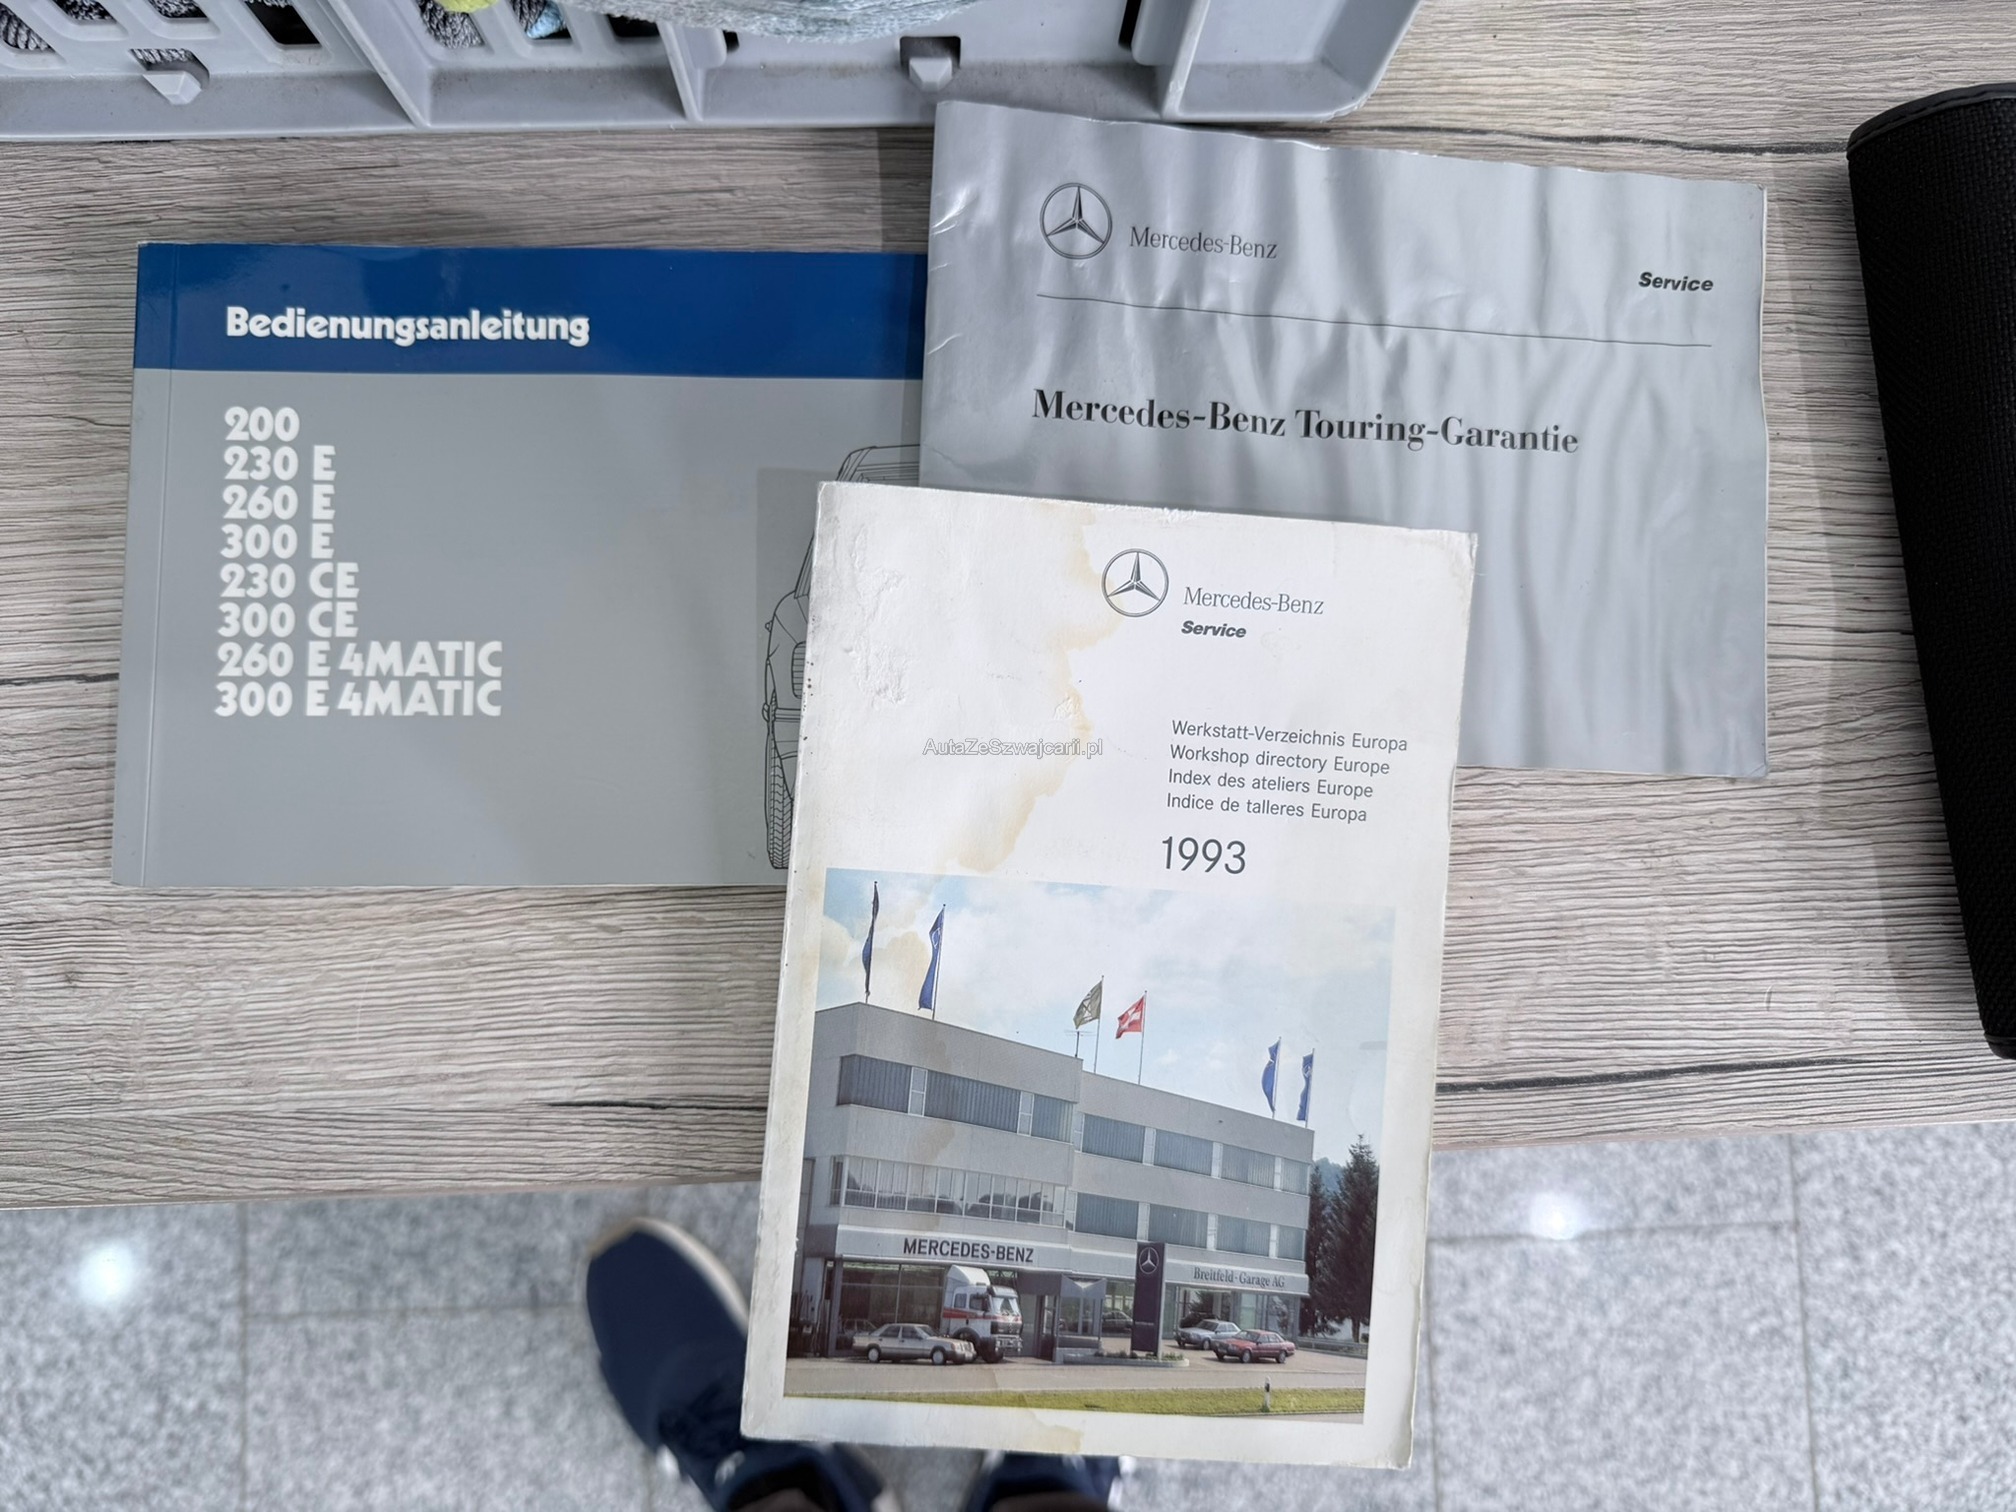 Bedienungsanleitung
200
230 E
260 E
300 E
230 CE
300 CE
260 E 4MATIC
300 E 4MATIC
Mercedes-Benz
Service
Mercedes-Benz Touring-Garantie
Mercedes-Benz
Service
Werkstatt-Verzeichnis Europa
Workshop directory Europe
Index des ateliers Europe
Indice de talleres Europa
1993
AutaZeSzwajcarii.pl
MERCEDES-BENZ
Breitfeld-Garage AG